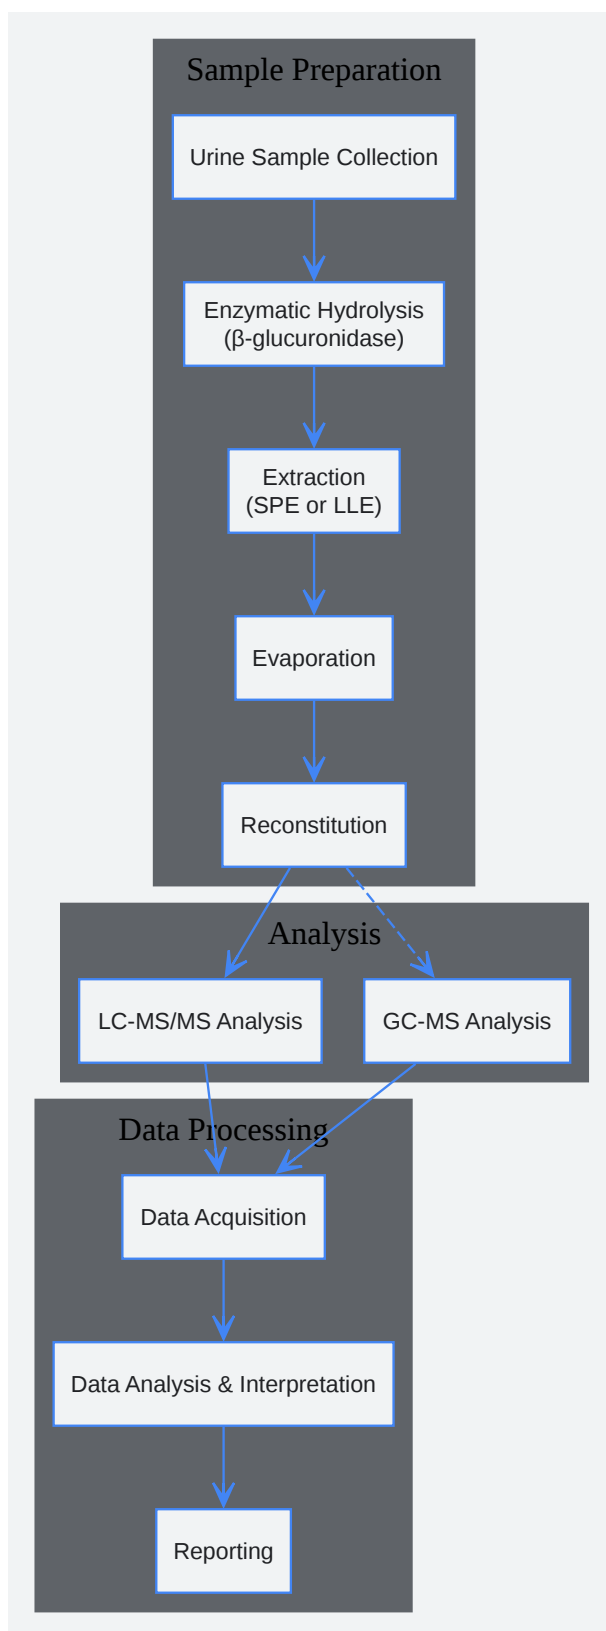 Sample Preparation
Urine Sample Collection
Enzymatic Hydrolysis
(β-glucuronidase)
Extraction
(SPE or LLE)
Evaporation
Reconstitution
Analysis
LC-MS/MS Analysis
GC-MS Analysis
Data Processing
Data Acquisition
Data Analysis & Interpretation
Reporting